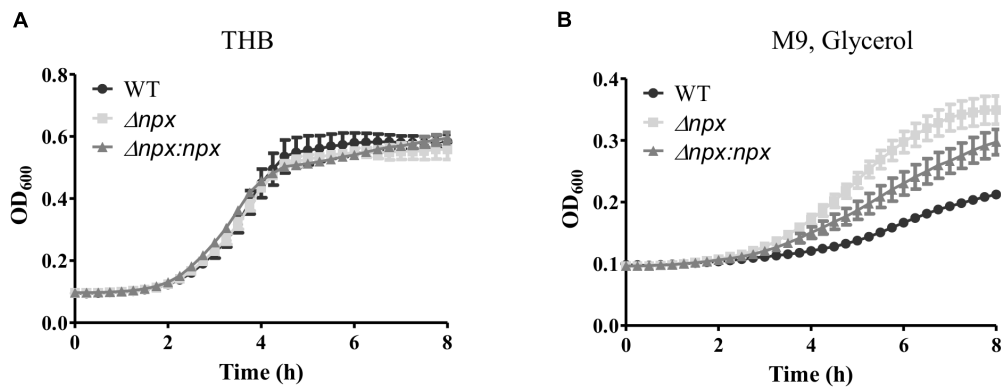 A
THB
WT
Δnpx
Δnpx:npx
OD600
0.8
0.6
0.4
0.2
0.0
0 2 4 6 8
Time (h)
B
M9, Glycerol
WT
Δnpx
Δnpx:npx
OD600
0.4
0.3
0.2
0.1
0.0
0 2 4 6 8
Time (h)